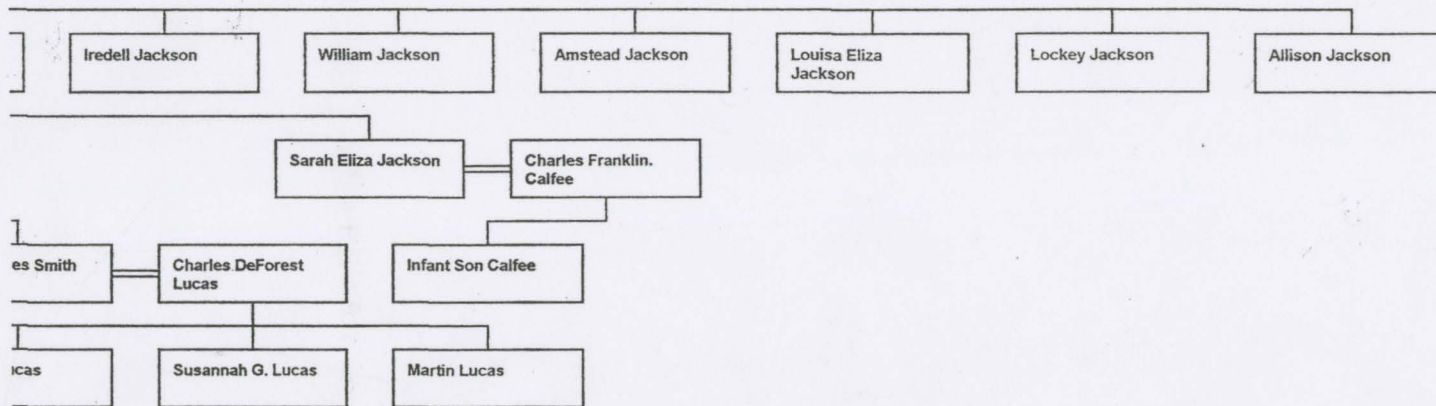 Iredell Jackson
William Jackson
Amstead Jackson
Louisa Eliza
Jackson
Lockey Jackson
Allison Jackson
Sarah Eliza Jackson
Charles Franklin.
Calfee
es Smith
Charles DeForest
Lucas
Infant Son Calfee
cas
Susannah G. Lucas
Martin Lucas